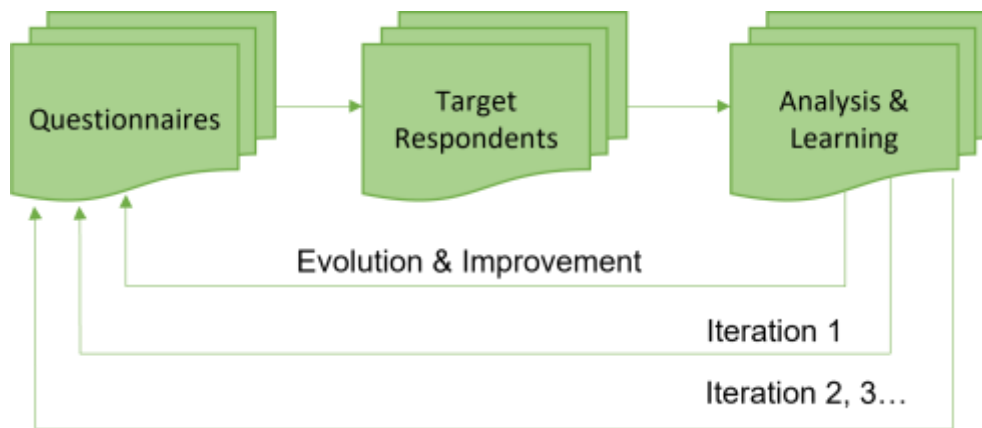 Questionnaires
Target
Respondents
Analysis &
Learning
Evolution & Improvement
Iteration 1
Iteration 2, 3…